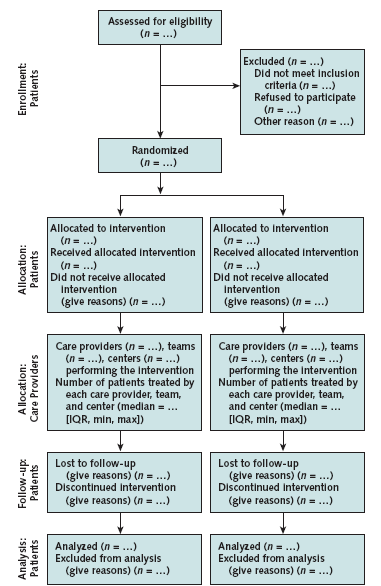 Assessed for eligibility
(n = …)
Enrollment:
Patients
Excluded (n = …)
Did not meet inclusion
criteria (n = …)
Refused to participate
(n = …)
Other reason (n = …)
Randomized
(n = …)
Allocation:
Patients
Allocated to intervention
(n = …)
Received allocated intervention
(n = …)
Did not receive allocated
intervention
(give reasons) (n = …)
Allocated to intervention
(n = …)
Received allocated intervention
(n = …)
Did not receive allocated
intervention
(give reasons) (n = …)
Allocation:
Care Providers
Care providers (n = …), teams
(n = …), centers (n = …)
performing the intervention
Number of patients treated by
each care provider, team,
and center (median = …
[IQR, min, max])
Care providers (n = …), teams
(n = …), centers (n = …)
performing the intervention
Number of patients treated by
each care provider, team,
and center (median = …
[IQR, min, max])
Follow-up:
Patients
Lost to follow-up
(give reasons) (n = …)
Discontinued intervention
(give reasons) (n = …)
Lost to follow-up
(give reasons) (n = …)
Discontinued intervention
(give reasons) (n = …)
Analysis:
Patients
Analyzed (n = …)
Excluded from analysis
(give reasons) (n = …)
Analyzed (n = …)
Excluded from analysis
(give reasons) (n = …)